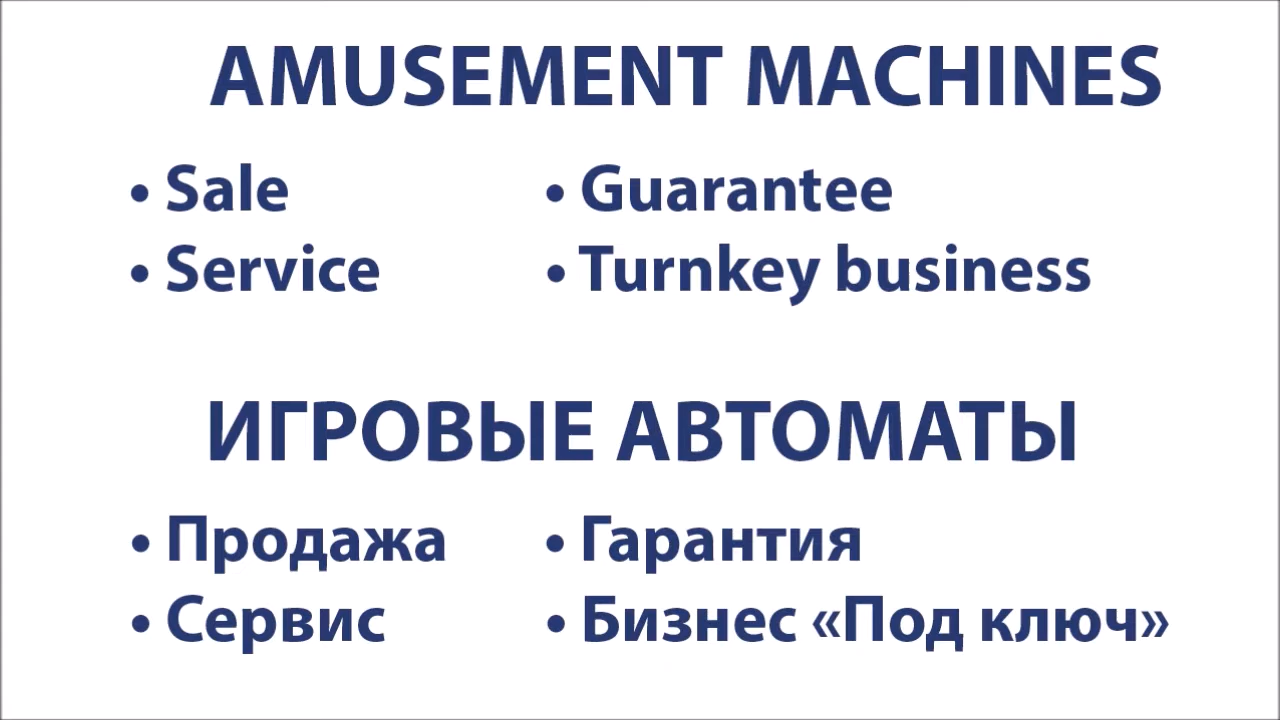 AMUSEMENT MACHINES
• Sale • Guarantee
• Service • Turnkey business
ИГРОВЫЕ АВТОМАТЫ
• Продажа • Гарантия
• Сервис • Бизнес «Под ключ»